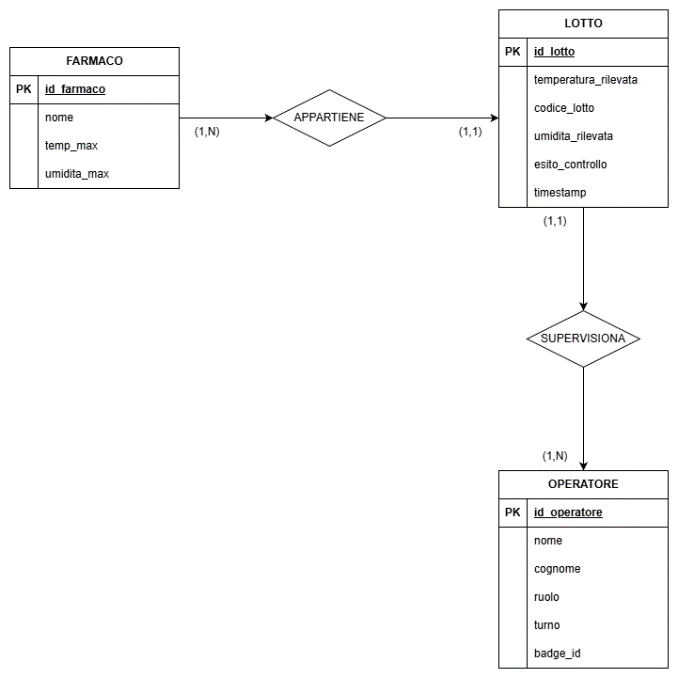 FARMACO
PK id_farmaco
nome
temp_max
umidita_max
(1,N)
APPARTIENE
(1,1)
LOTTO
PK id_lotto
temperatura_rilevata
codice_lotto
umidita_rilevata
esito_controllo
timestamp
(1,1)
SUPERVISIONA
(1,N)
OPERATORE
PK id_operatore
nome
cognome
ruolo
turno
badge_id